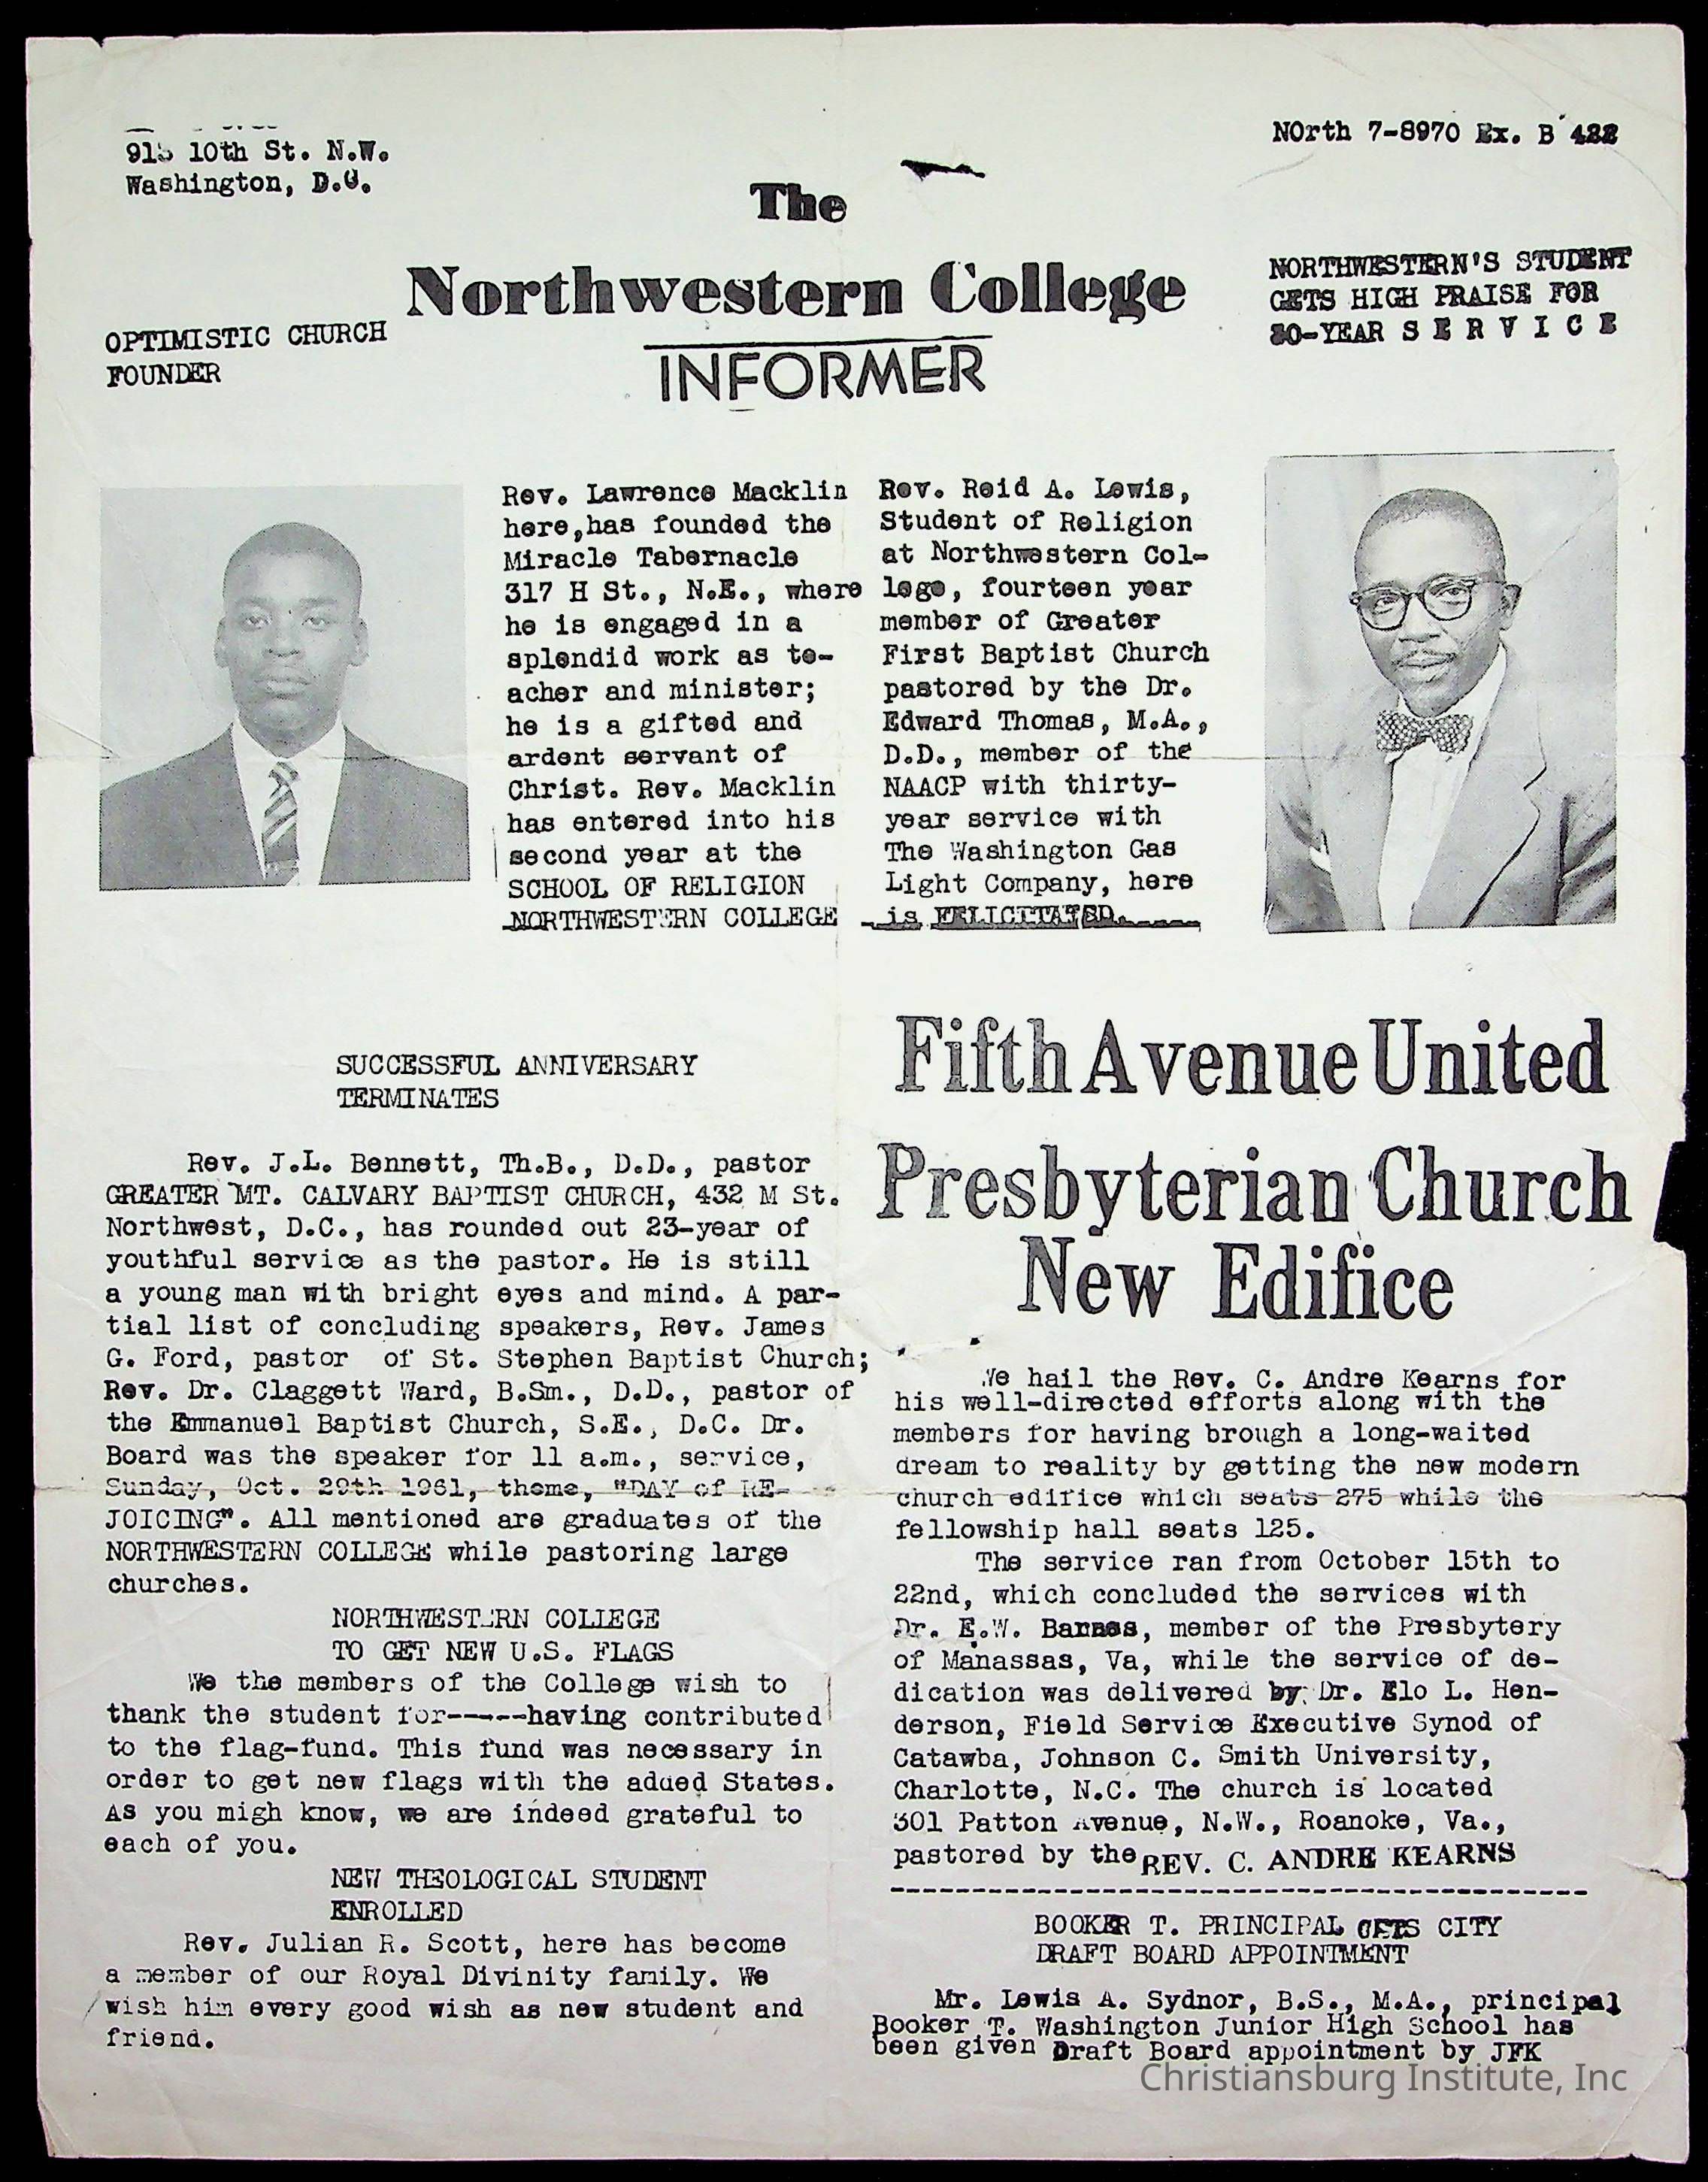 10th St. N.W.
Washington, D.C.
NOrth 7-8970 Ex. B 422
The
Northwestern College
INFORMER
OPTIMISTIC CHURCH
FOUNDER
NORTHWESTERN'S STUDENT
GETS HIGH PRAISE FOR
30-YEAR S E R V I C E
Rev. Lawrence Macklin
here,has founded the
Miracle Tabernacle
317 H St., N.E., where
he is engaged in a
splendid work as te-
acher and minister;
he is a gifted and
ardent servant of
Christ. Rev. Macklin
has entered into his
second year at the
SCHOOL OF RELIGION
NORTHWESTERN COLLEGE
Rev. Reid A. Lewis,
Student of Religion
at Northwestern Col-
lege, fourteen year
member of Greater
First Baptist Church
pastored by the Dr.
Edward Thomas, M.A.,
D.D., member of the
NAACP with thirty-
year service with
The Washington Gas
Light Company, here
is FELICITATED.
SUCCESSFUL ANNIVERSARY
TERMINATES
Rev. J.L. Bennett, Th.B., D.D., pastor
GREATER MT. CALVARY BAPTIST CHURCH, 432 M St.
Northwest, D.C., has rounded out 23-year of
youthful service as the pastor. He is still
a young man with bright eyes and mind. A par-
tial list of concluding speakers, Rev. James
G. Ford, pastor of St. Stephen Baptist Church;
Rev. Dr. Claggett Ward, B.Sm., D.D., pastor of
the Emmanuel Baptist Church, S.E., D.C. Dr.
Board was the speaker for 11 a.m., service,
Sunday, Oct. 29th 1961, theme, "DAY of RE-
JOICING". All mentioned are graduates of the
NORTHWESTERN COLLEGE while pastoring large
churches.
NORTHWESTERN COLLEGE
TO GET NEW U.S. FLAGS
We the members of the College wish to
thank the student for------having contributed
to the flag-fund. This fund was necessary in
order to get new flags with the added States.
As you migh know, we are indeed grateful to
each of you.
NEW THEOLOGICAL STUDENT
ENROLLED
Rev. Julian R. Scott, here has become
a member of our Royal Divinity family. We
wish him every good wish as new student and
friend.
Fifth Avenue United
Presbyterian Church
New Edifice
We hail the Rev. C. Andre Kearns for
his well-directed efforts along with the
members for having brough a long-waited
dream to reality by getting the new modern
church edifice which seats 275 while the
fellowship hall seats 125.
The service ran from October 15th to
22nd, which concluded the services with
Dr. E.W. Barnes, member of the Presbytery
of Manassas, Va, while the service of de-
dication was delivered by Dr. Elo L. Hen-
derson, Field Service Executive Synod of
Catawba, Johnson C. Smith University,
Charlotte, N.C. The church is located
301 Patton Avenue, N.W., Roanoke, Va.,
pastored by the REV. C. ANDRE KEARNS
BOOKER T. PRINCIPAL GETS CITY
DRAFT BOARD APPOINTMENT
Mr. Lewis A. Sydnor, B.S., M.A., principal
Booker T. Washington Junior High School has
been given Draft Board appointment by JFK
Christiansburg Institute, Inc